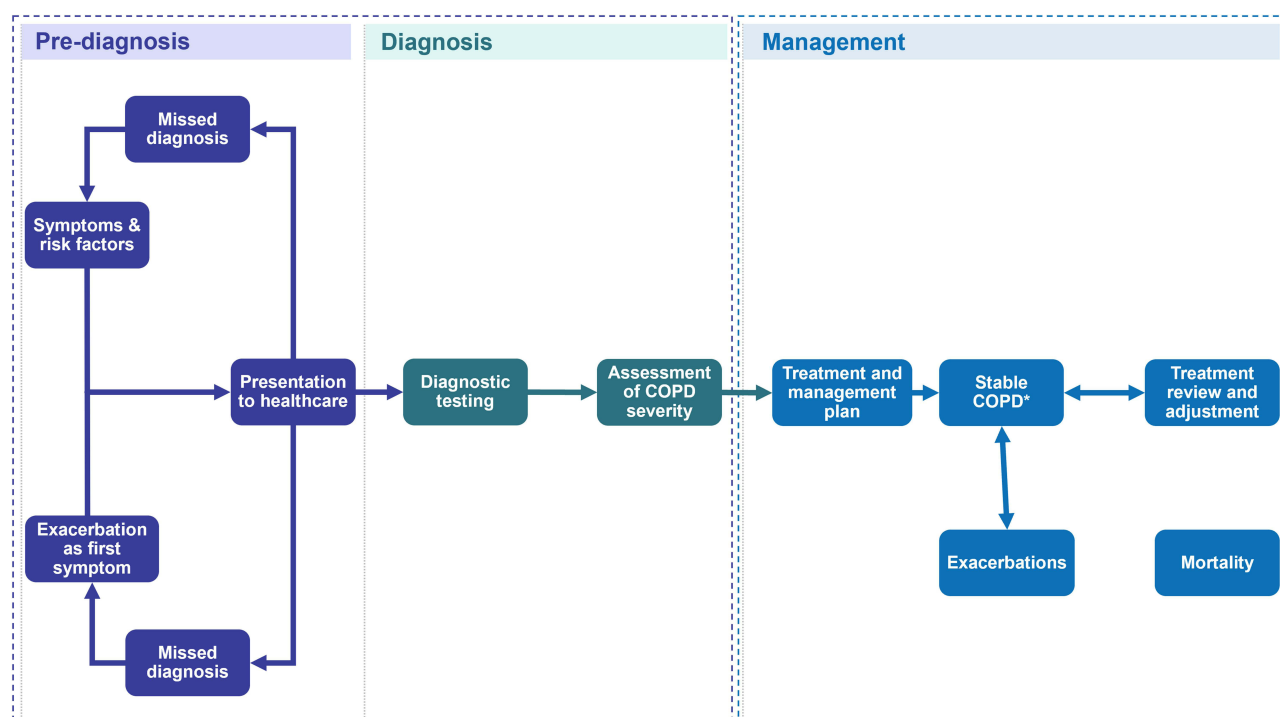 Pre-diagnosis
Diagnosis
Management
Missed
diagnosis
Symptoms &
risk factors
Presentation
to healthcare
Diagnostic
testing
Assessment
of COPD
severity
Treatment and
management
plan
Stable
COPD*
Treatment
review and
adjustment
Exacerbation
as first
symptom
Exacerbations
Mortality
Missed
diagnosis